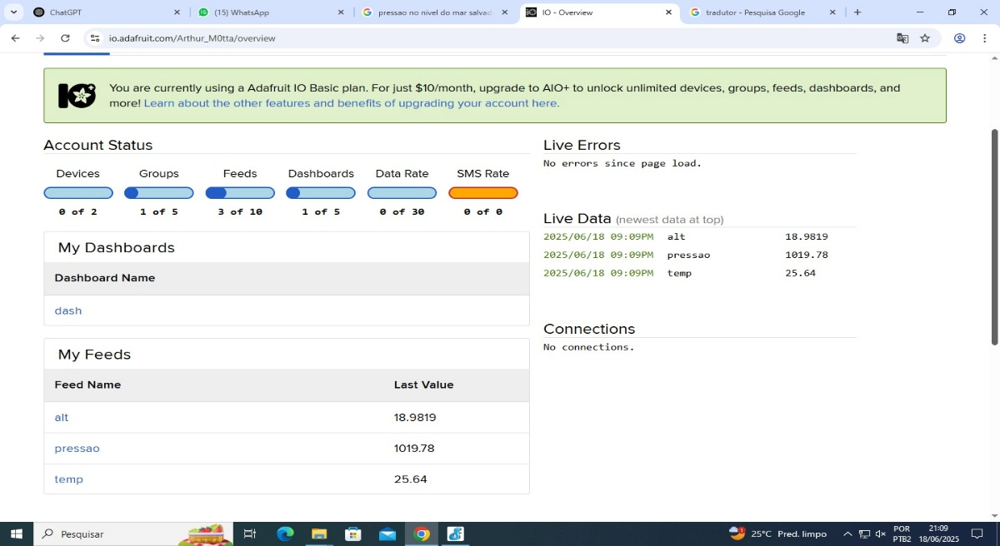 ChatGPT
(15) WhatsApp
pressao no nivel do mar salvad
IO - Overview
tradutor - Pesquisa Google
io.adafruit.com/Arthur_M0tta/overview
You are currently using a Adafruit IO Basic plan. For just $10/month, upgrade to AIO+ to unlock unlimited devices, groups, feeds, dashboards, and
more! Learn about the other features and benefits of upgrading your account here.
Account Status
Devices Groups Feeds Dashboards Data Rate SMS Rate
0 of 2 1 of 5 3 of 10 1 of 5 0 of 30 0 of 0
My Dashboards
Dashboard Name
dash
My Feeds
Feed Name Last Value
alt 18.9819
pressao 1019.78
temp 25.64
Live Errors
No errors since page load.
Live Data (newest data at top)
2025/06/18 09:09PM alt 18.9819
2025/06/18 09:09PM pressao 1019.78
2025/06/18 09:09PM temp 25.64
Connections
No connections.
Pesquisar
25°C Pred. limpo
POR
PTB2
21:09
18/06/2025